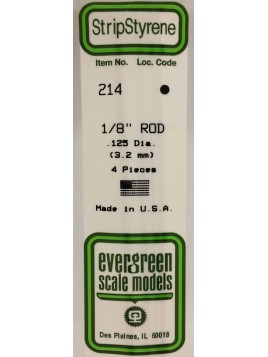 StripStyrene
Item No. Loc. Code
214
1/8" ROD
.125 Dia.
(3.2 mm)
4 Pieces
Made in U.S.A.
evergreen
scale models
Des Plaines, IL 60018